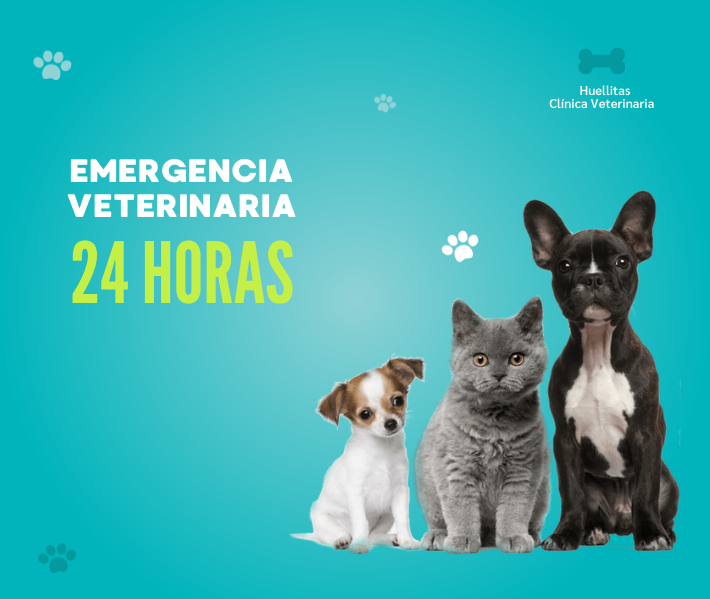 Huellitas
Clínica Veterinaria
EMERGENCIA
VETERINARIA
24 HORAS